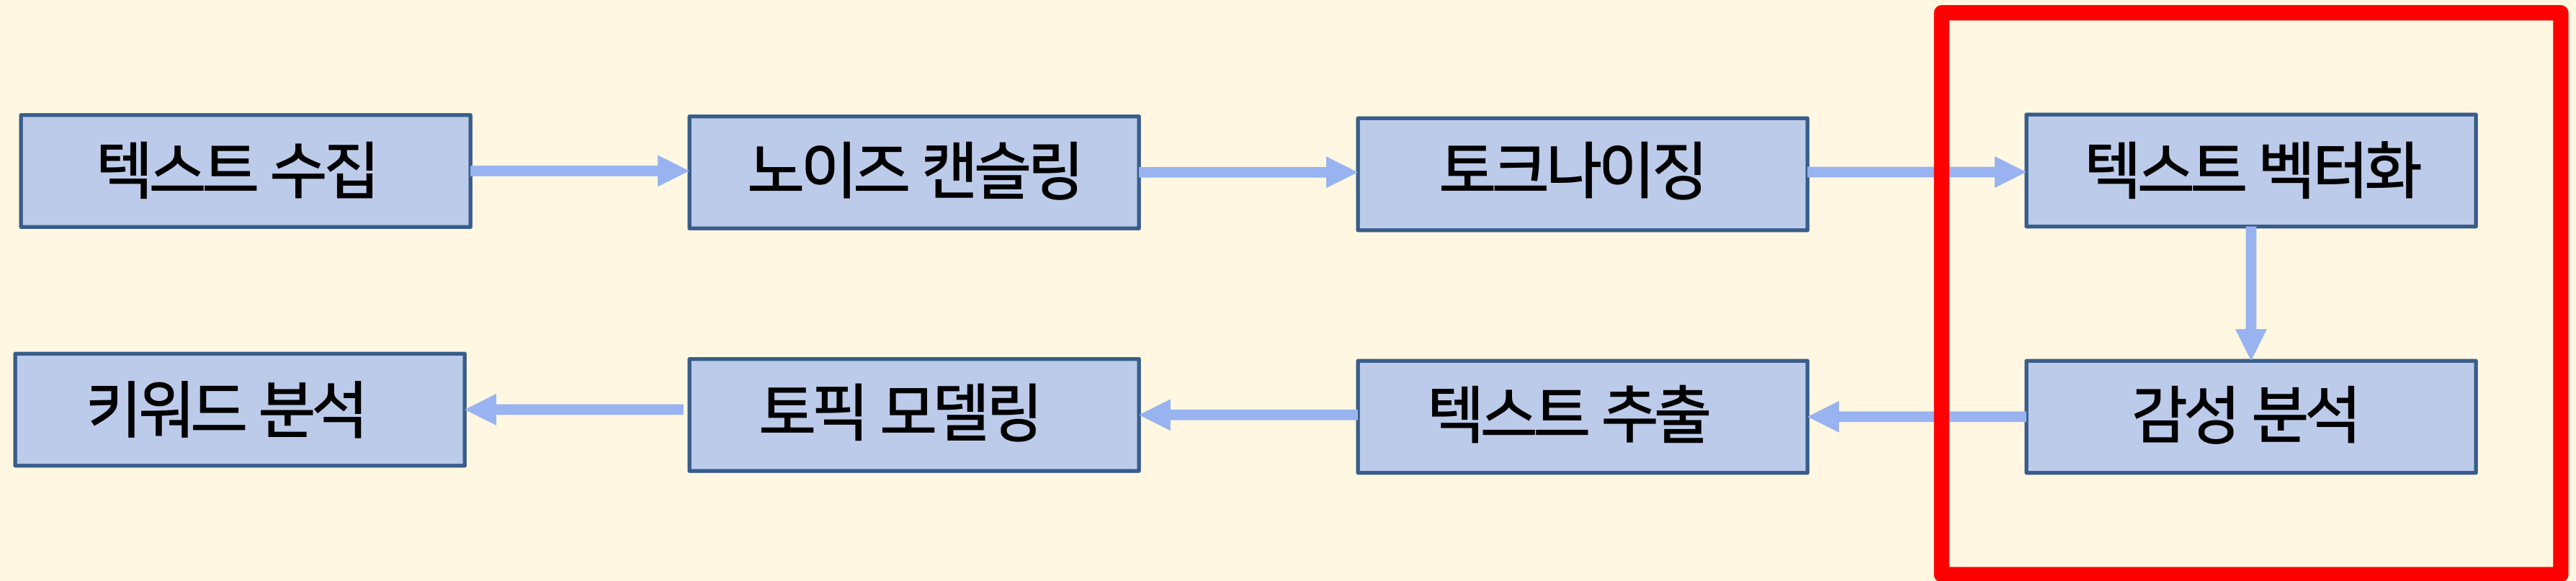 텍스트 수집
노이즈 캔슬링
토크나이징
텍스트 벡터화
키워드 분석
토픽 모델링
텍스트 추출
감성 분석